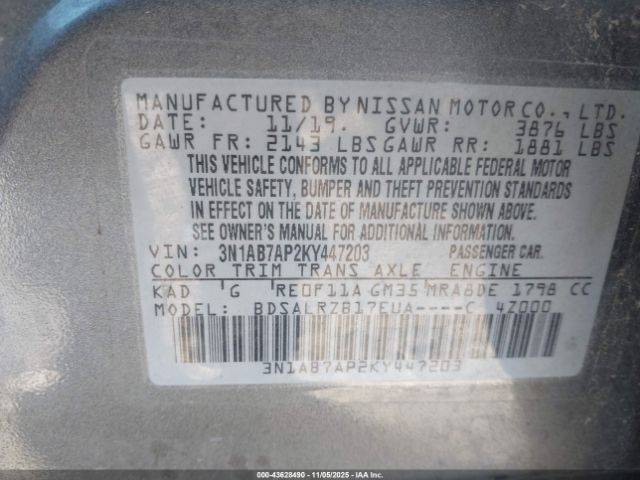 MANUFACTURED BY NISSAN MOTOR CO., LTD.
DATE: 11/19. GVWR: 3876 LBS
GAWR FR: 2143 LBS GAWR RR: 1881 LBS
THIS VEHICLE CONFORMS TO ALL APPLICABLE FEDERAL MOTOR
VEHICLE SAFETY, BUMPER AND THEFT PREVENTION STANDARDS
IN EFFECT ON THE DATE OF MANUFACTURE SHOWN ABOVE.
SEE OWNER'S MANUAL FOR ADDITIONAL INFORMATION.
VIN: 3N1AB7AP2KY447203 PASSENGER CAR.
COLOR TRIM TRANS AXLE ENGINE
KAD G RE0F11A GM35 MRA8DE 1798 CC
MODEL: BDSALRZB17EUA----C 4Z000
3N1AB7AP2KY447203
000-43628490 - 11/05/2025 - IAAI.COM